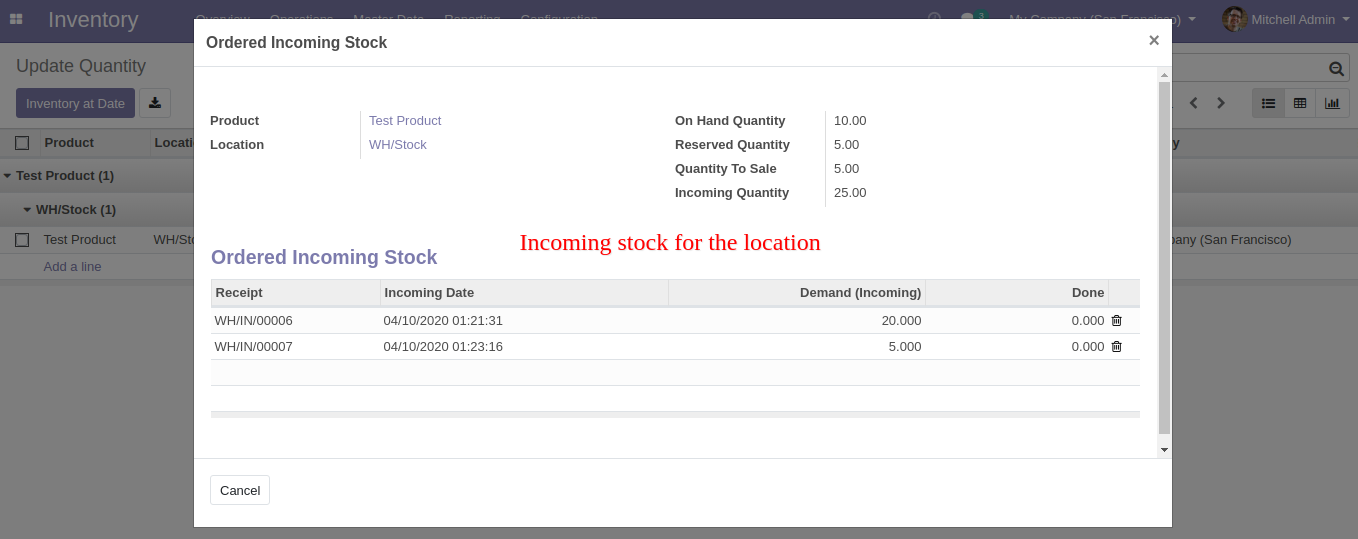 Inventory
Overview Operations Master Data Reporting Configuration
3
My Company (San Francisco)
Mitchell Admin
Update Quantity
Inventory at Date
Product
Test Product (1)
WH/Stock (1)
Test Product
Add a line
(San Francisco)
Ordered Incoming Stock
×
Product Test Product
Location WH/Stock
On Hand Quantity 10.00
Reserved Quantity 5.00
Quantity To Sale 5.00
Incoming Quantity 25.00
Incoming stock for the location
Ordered Incoming Stock
Receipt Incoming Date Demand (Incoming) Done
WH/IN/00006 04/10/2020 01:21:31 20.000 0.000
WH/IN/00007 04/10/2020 01:23:16 5.000 0.000
Cancel